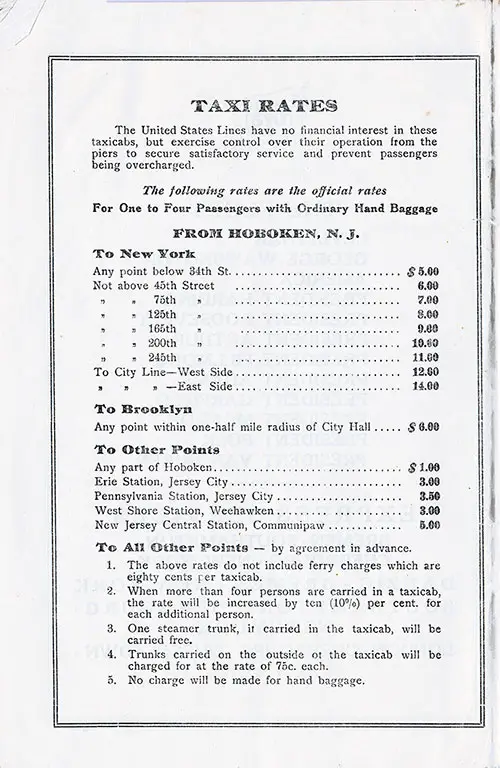 TAXI RATES
The United States Lines have no financial interest in these
taxicabs, but exercise control over their operation from the
piers to secure satisfactory service and prevent passengers
being overcharged.
The following rates are the official rates
For One to Four Passengers with Ordinary Hand Baggage
FROM HOBOKEN, N. J.
To New York
Any point below 34th St. . . . . . . . . . . . . . . . . . . . . . . . . . . . . $ 5.00
Not above 45th Street . . . . . . . . . . . . . . . . . . . . . . . . . . . . 6.00
" " 75th " . . . . . . . . . . . . . . . . . . . . . . . . . . . 7.00
" " 125th " . . . . . . . . . . . . . . . . . . . . . . . . . . . 8.00
" " 165th " . . . . . . . . . . . . . . . . . . . . . . . . . . . 9.00
" " 200th " . . . . . . . . . . . . . . . . . . . . . . . . . . . 10.00
" " 245th " . . . . . . . . . . . . . . . . . . . . . . . . . . . 11.00
To City Line—West Side . . . . . . . . . . . . . . . . . . . . . . . . . . . 12.00
" " " —East Side . . . . . . . . . . . . . . . . . . . . . . . . . . . 14.00
To Brooklyn
Any point within one-half mile radius of City Hall . . . . . $ 6.00
To Other Points
Any part of Hoboken . . . . . . . . . . . . . . . . . . . . . . . . . . . . . . $ 1.00
Erie Station, Jersey City . . . . . . . . . . . . . . . . . . . . . . . . . . . 3.00
Pennsylvania Station, Jersey City . . . . . . . . . . . . . . . . . . . . 3.50
West Shore Station, Weehawken . . . . . . . . . . . . . . . . . . . . 3.00
New Jersey Central Station, Communipaw . . . . . . . . . . . . 5.00
To All Other Points — by agreement in advance.
1. The above rates do not include ferry charges which are
eighty cents per taxicab.
2. When more than four persons are carried in a taxicab,
the rate will be increased by ten (10%) per cent. for
each additional person.
3. One steamer trunk, if carried in the taxicab, will be
carried free.
4. Trunks carried on the outside of the taxicab will be
charged for at the rate of 75c. each.
5. No charge will be made for hand baggage.